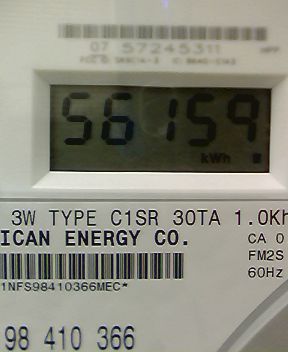 07 57245311
56159
kWh
3W TYPE C1SR 30TA 1.0Kh
ICAN ENERGY CO.
CA 0
FM2S
60Hz
1NFS98410366MEC*
98 410 366